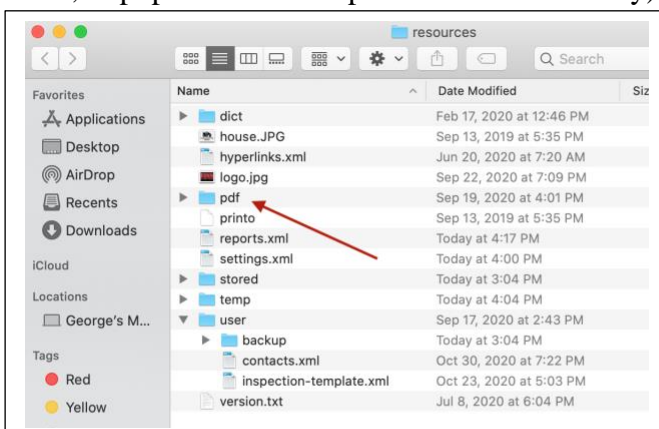 resources
Search
Favorites
Applications
Desktop
AirDrop
Recents
Downloads
iCloud
Locations
George's M...
Tags
Red
Yellow
Name Date Modified Siz
dict Feb 17, 2020 at 12:46 PM
house.JPG Sep 13, 2019 at 5:35 PM
hyperlinks.xml Jun 20, 2020 at 7:20 AM
logo.jpg Sep 22, 2020 at 7:09 PM
pdf Sep 19, 2020 at 4:01 PM
printo Sep 13, 2019 at 5:35 PM
reports.xml Today at 4:17 PM
settings.xml Today at 4:00 PM
stored Today at 3:04 PM
temp Today at 4:04 PM
user Sep 17, 2020 at 2:43 PM
backup Today at 3:04 PM
contacts.xml Oct 30, 2020 at 7:22 PM
inspection-template.xml Oct 23, 2020 at 5:03 PM
version.txt Jul 8, 2020 at 6:04 PM